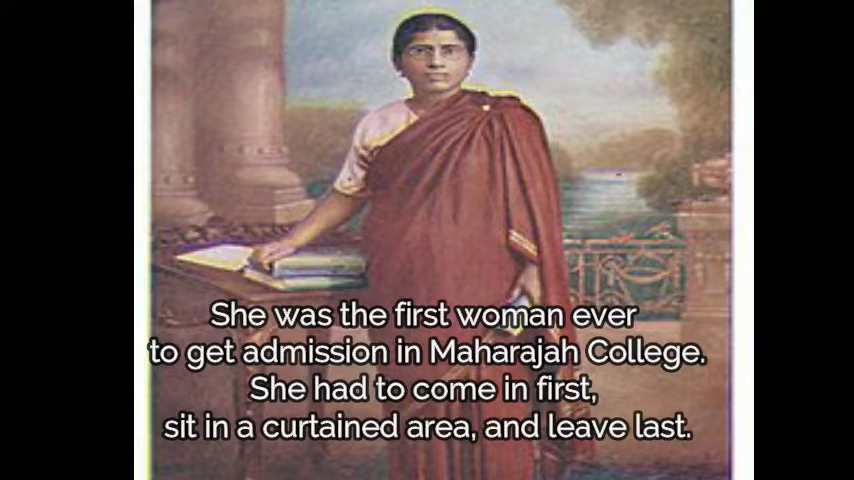 She was the first woman ever
to get admission in Maharajah College.
She had to come in first,
sit in a curtained area, and leave last.